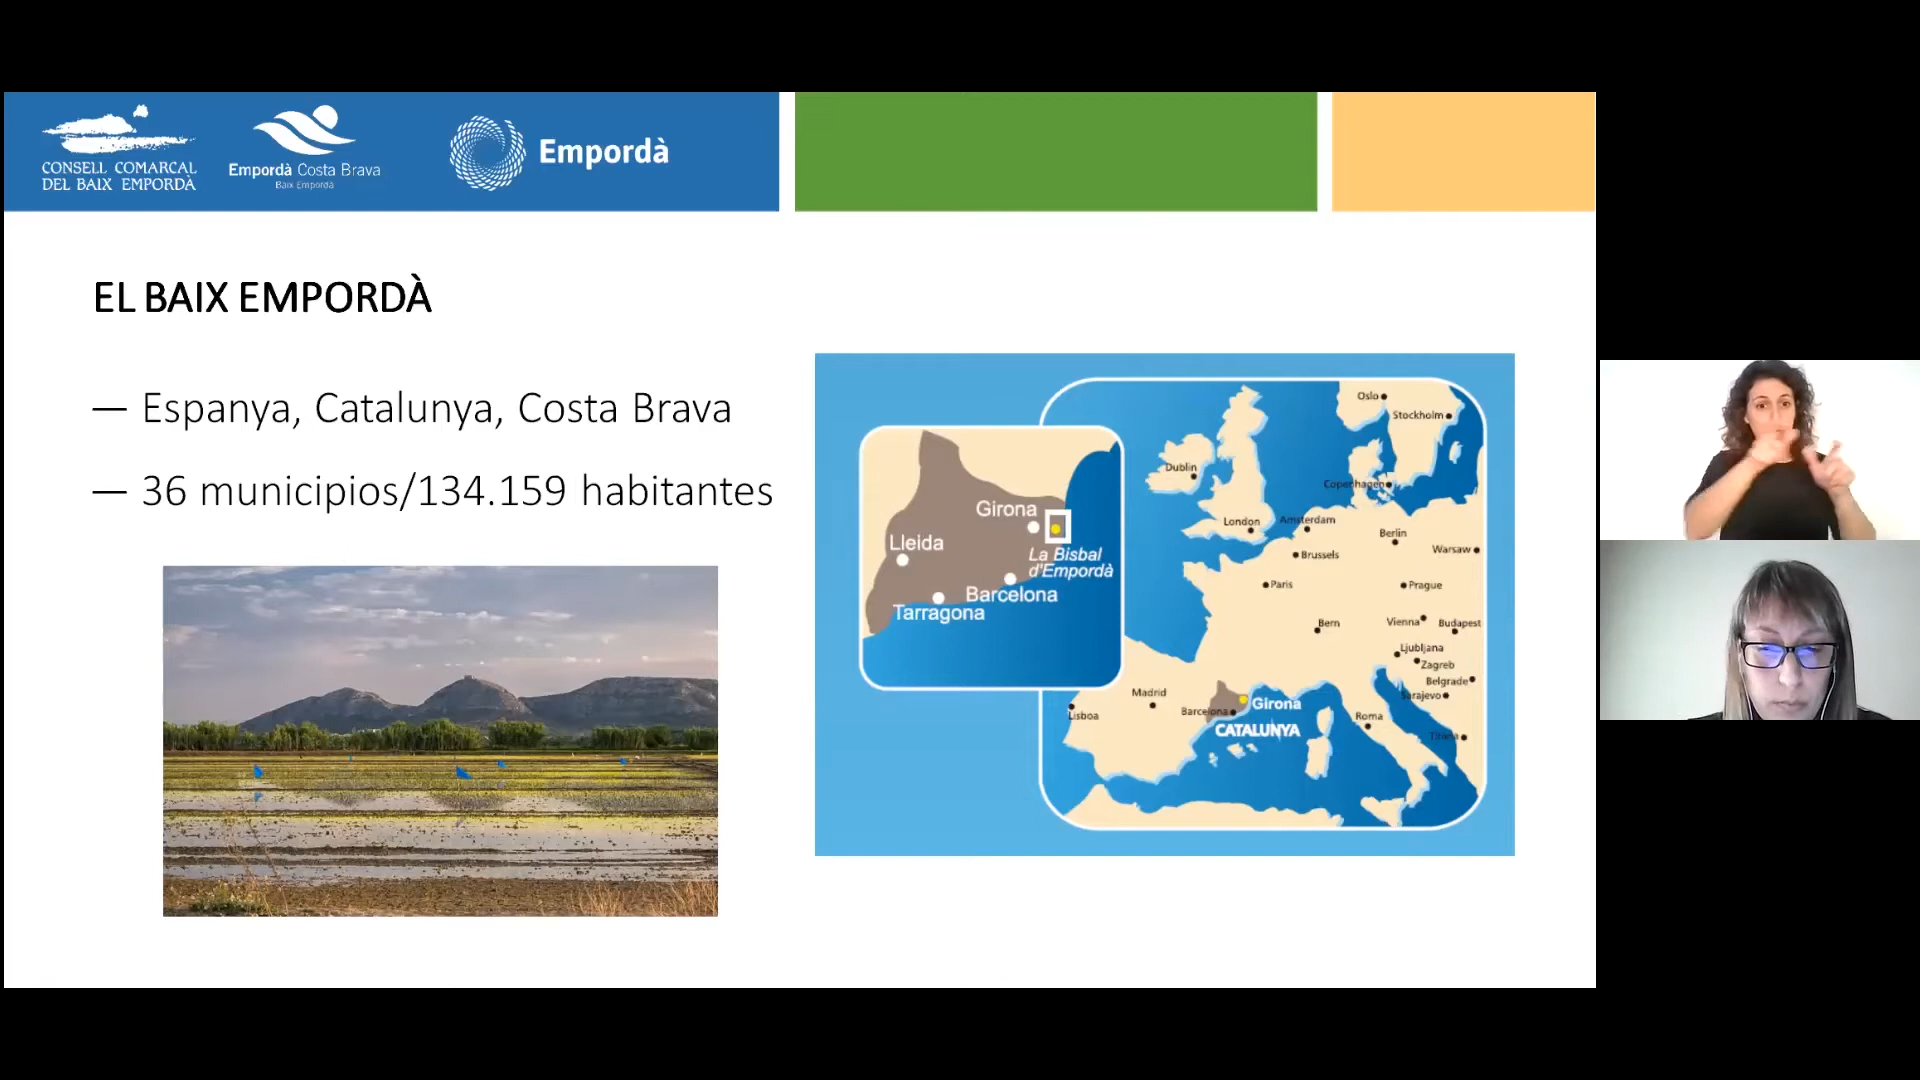 CONSELL COMARCAL
DEL BAIX EMPORDÀ
Empordà Costa Brava
Baix Empordà
Empordà
EL BAIX EMPORDÀ
— Espanya, Catalunya, Costa Brava
— 36 municipios/134.159 habitantes
Girona
Lleida
La Bisbal
d'Empordà
Barcelona
Tarragona
Oslo
Stockholm
Dublin
Copenhagen
London
Amsterdam
Berlin
Warsaw
Brussels
Paris
Prague
Bern
Vienna
Budapest
Ljubljana
Zagreb
Belgrade
Sarajevo
Madrid
Lisboa
Barcelona
Girona
CATALUNYA
Roma
Titana